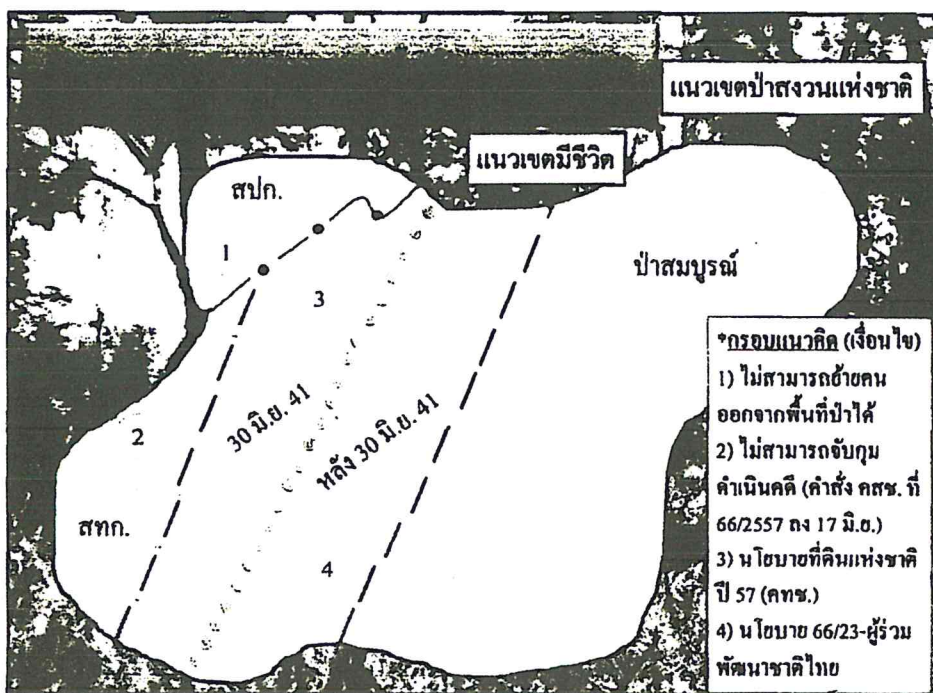 แนวเขตป่าสงวนแห่งชาติ
แนวเขตมีชีวิต
สปก.
1
3
ป่าสมบูรณ์
30 มิ.ย. 41
หลัง 30 มิ.ย. 41
2
สทก.
4
*กรอบแนวคิด (เงื่อนไข)
1) ไม่สามารถย้ายคน
ออกจากพื้นที่ป่าได้
2) ไม่สามารถจับกุม
ดำเนินคดี (คำสั่ง คสช. ที่
66/2557 ลง 17 มิ.ย.)
3) นโยบายที่ดินแห่งชาติ
ปี 57 (คทช.)
4) นโยบาย 66/23-ผู้ร่วม
พัฒนาชาติไทย